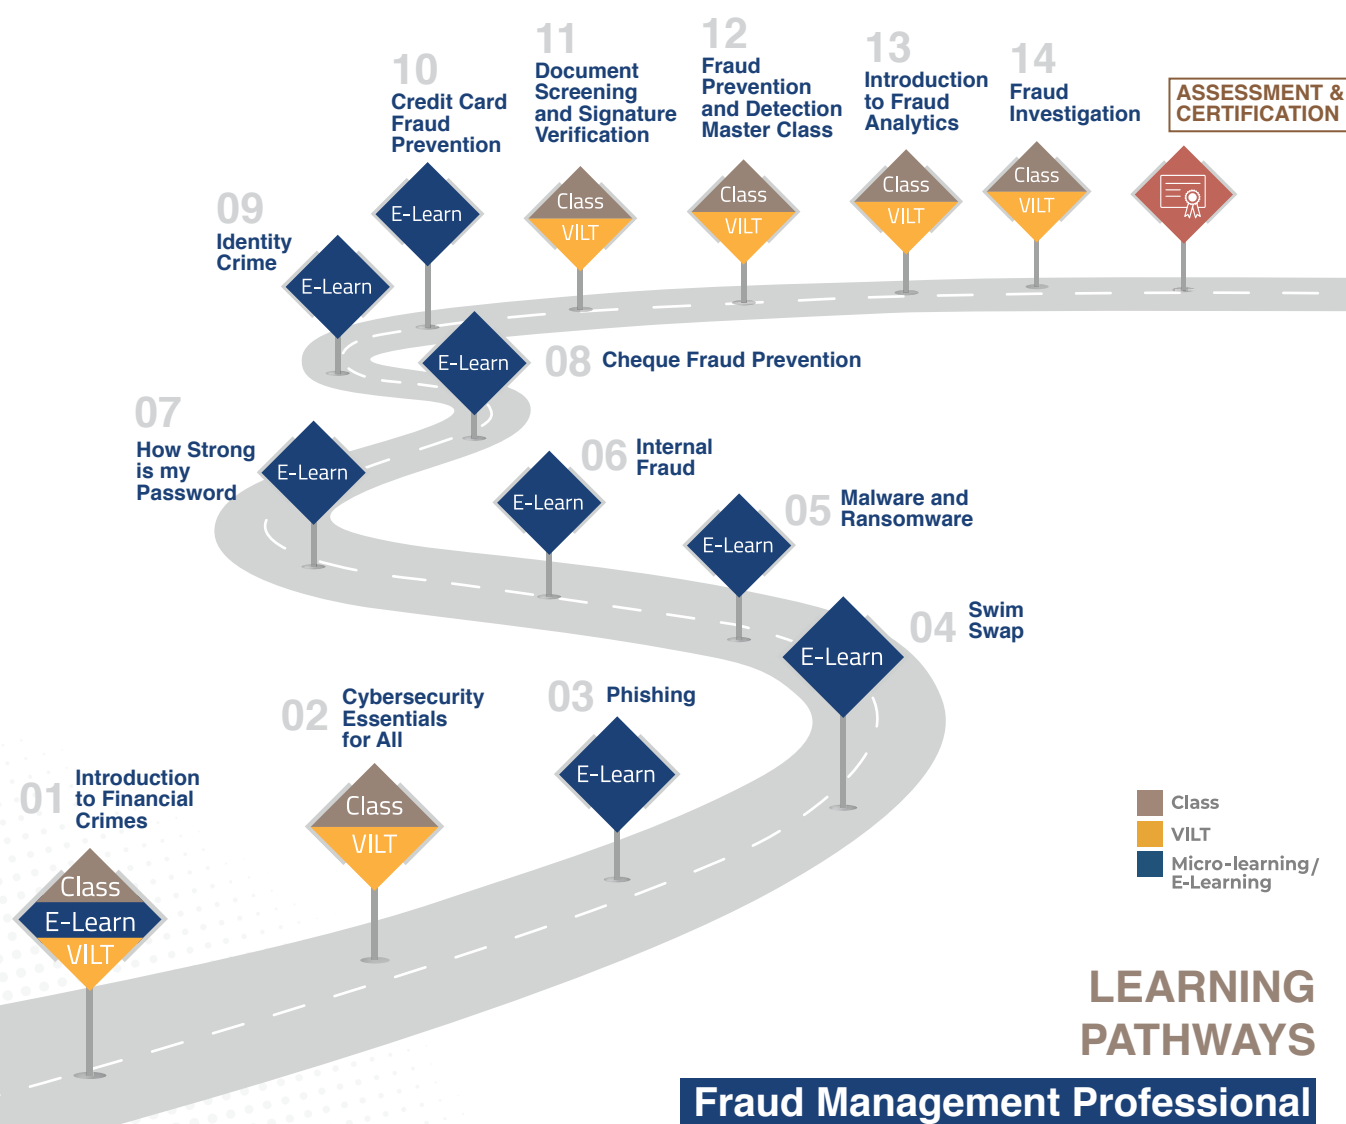 01
Introduction
to Financial
Crimes
Class
E-Learn
VILT
02
Cybersecurity
Essentials
for All
Class
VILT
03
Phishing
E-Learn
04
Swim
Swap
E-Learn
05
Malware and
Ransomware
E-Learn
06
Internal
Fraud
E-Learn
07
How Strong
is my
Password
E-Learn
08
Cheque Fraud Prevention
E-Learn
09
Identity
Crime
E-Learn
10
Credit Card
Fraud
Prevention
E-Learn
11
Document
Screening
and Signature
Verification
Class
VILT
12
Fraud
Prevention
and Detection
Master Class
Class
VILT
13
Introduction
to Fraud
Analytics
Class
VILT
14
Fraud
Investigation
Class
VILT
ASSESSMENT &
CERTIFICATION
Class
VILT
Micro-learning/
E-Learning
LEARNING
PATHWAYS
Fraud Management Professional